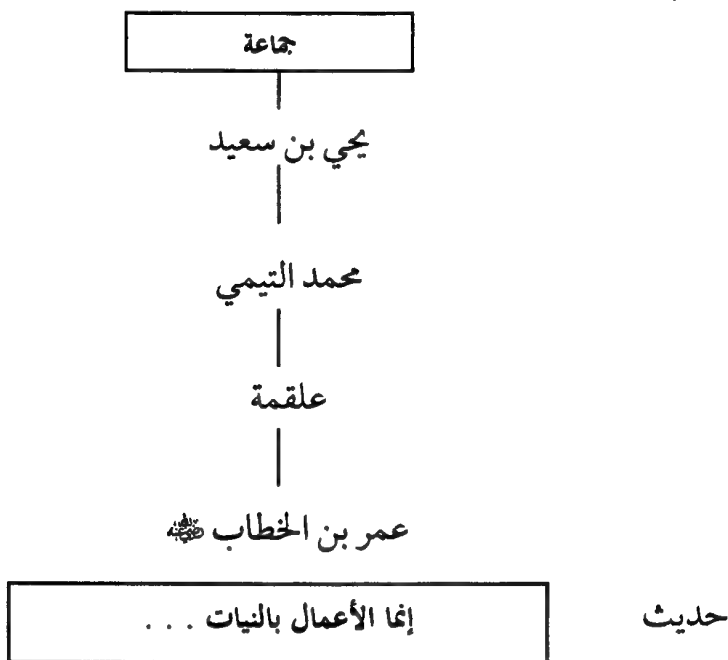 جماعة
يحي بن سعيد
محمد التيمي
علقمة
عمر بن الخطاب ﷺ
حديث إنما الأعمال بالنيات . . .